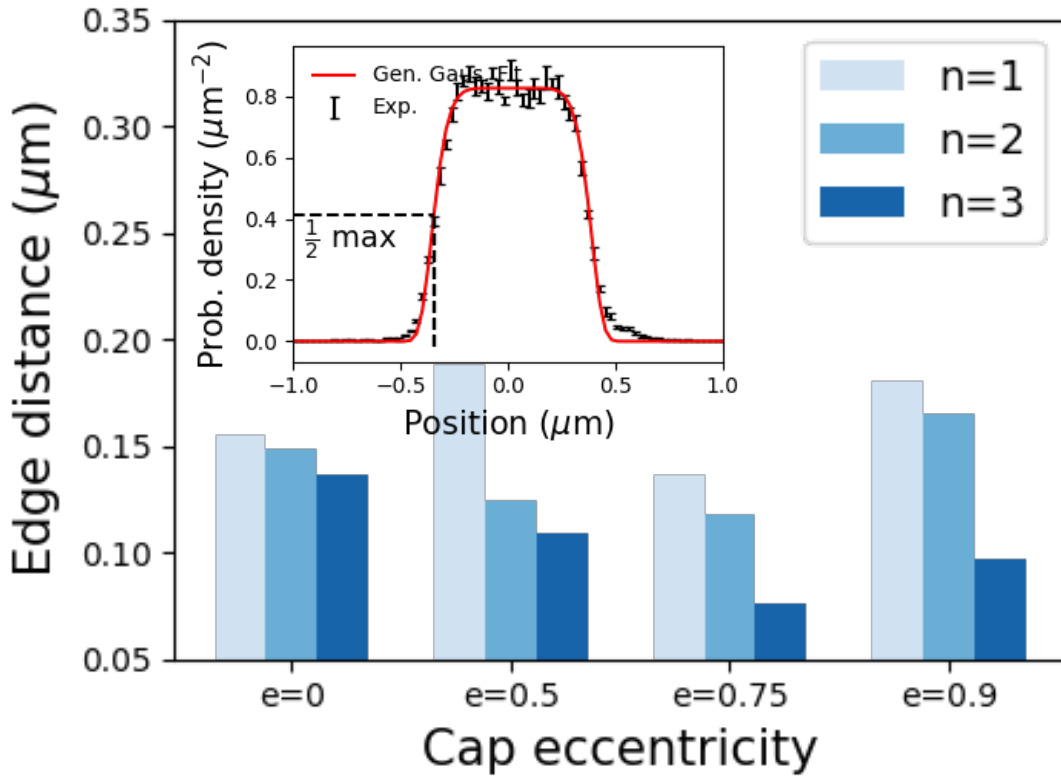 0.35
0.30
0.25
0.20
0.15
0.10
0.05
Edge distance (μm)
e=0
e=0.5
e=0.75
e=0.9
Cap eccentricity
n=1
n=2
n=3
Prob. density (μm⁻²)
0.8
0.6
0.4
0.2
0.0
Gen. Gaus. Fit
Exp.
½ max
−1.0
−0.5
0.0
0.5
1.0
Position (μm)